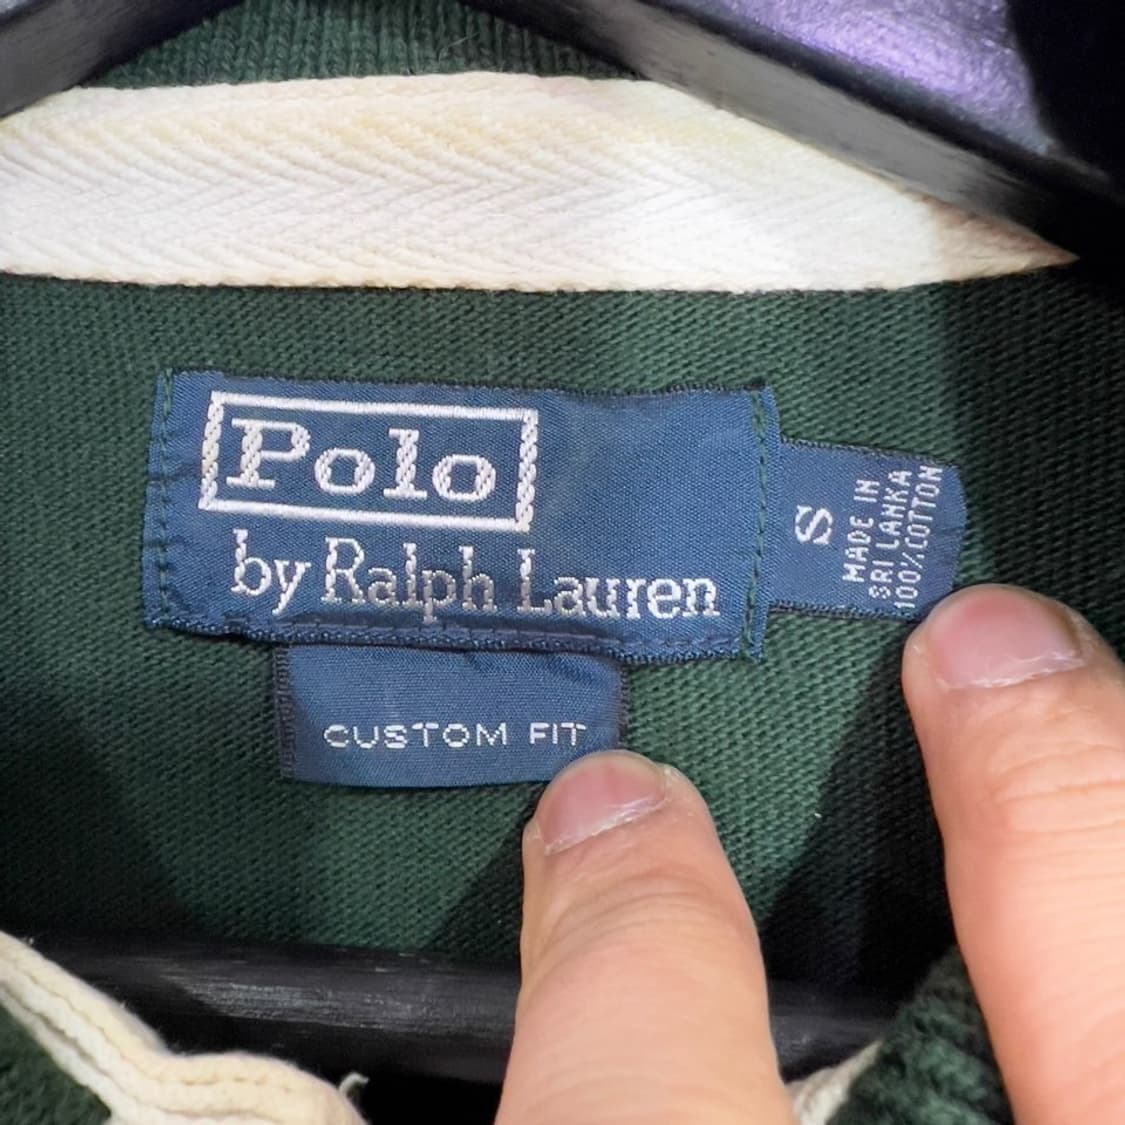 Polo
by Ralph Lauren
CUSTOM FIT
S
MADE IN
SRI LANKA
100% COTTON